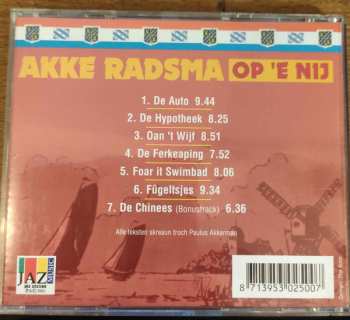 AKKE RADSMA OP 'E NIJ
1. De Auto 9.44
2. De Hypotheek 8.25
3. Oan 't Wijf 8.51
4. De Ferkeaping 7.52
5. Foar it Swimbad 8.06
6. Fûgeltsjes 9.34
7. De Chinees (Bonustrack) 6.36
Alle teksten skreaun troch Paulus Akkerman
JAZ
MUSIC
8 713953 025007